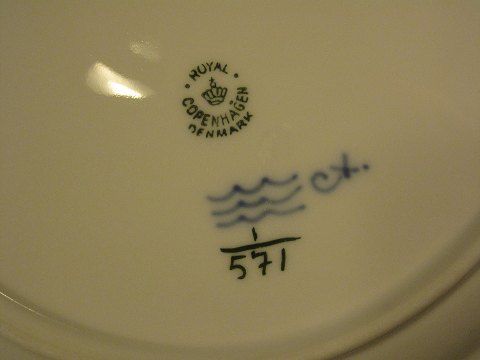 ROYAL
COPENHAGEN
DENMARK
1
571